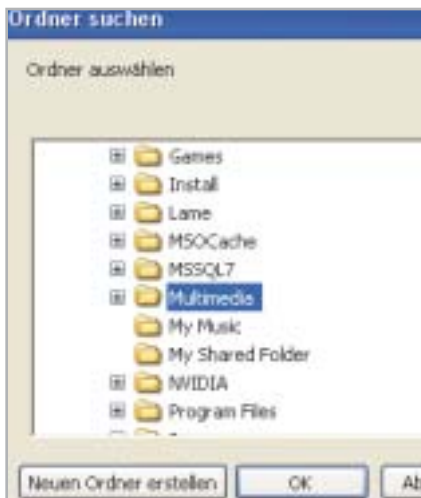 Ordner suchen
Ordner auswählen
Games
Install
Lame
MSOCache
MSSQL7
Multimedia
My Music
My Shared Folder
NVIDIA
Program Files
Neuen Ordner erstellen OK Ab